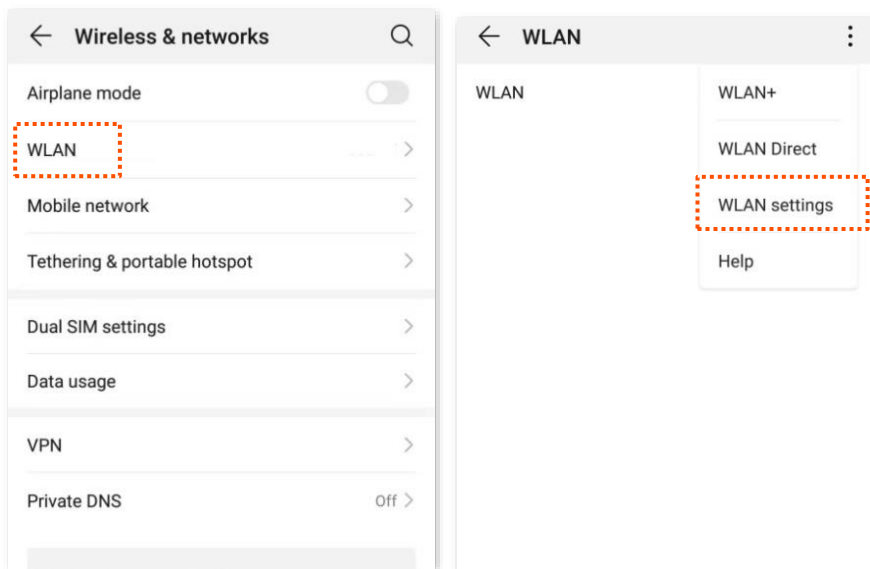 Wireless & networks
Airplane mode
WLAN
Mobile network
Tethering & portable hotspot
Dual SIM settings
Data usage
VPN
Private DNS Off
WLAN
WLAN
WLAN+
WLAN Direct
WLAN settings
Help